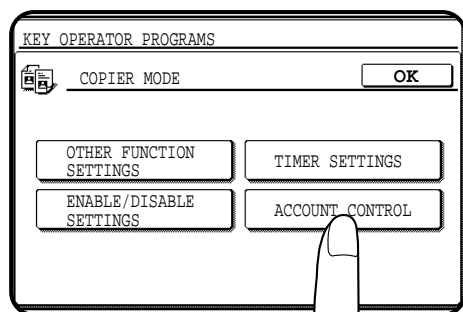 KEY OPERATOR PROGRAMS
COPIER MODE
OK
OTHER FUNCTION
SETTINGS
TIMER SETTINGS
ENABLE/DISABLE
SETTINGS
ACCOUNT CONTROL